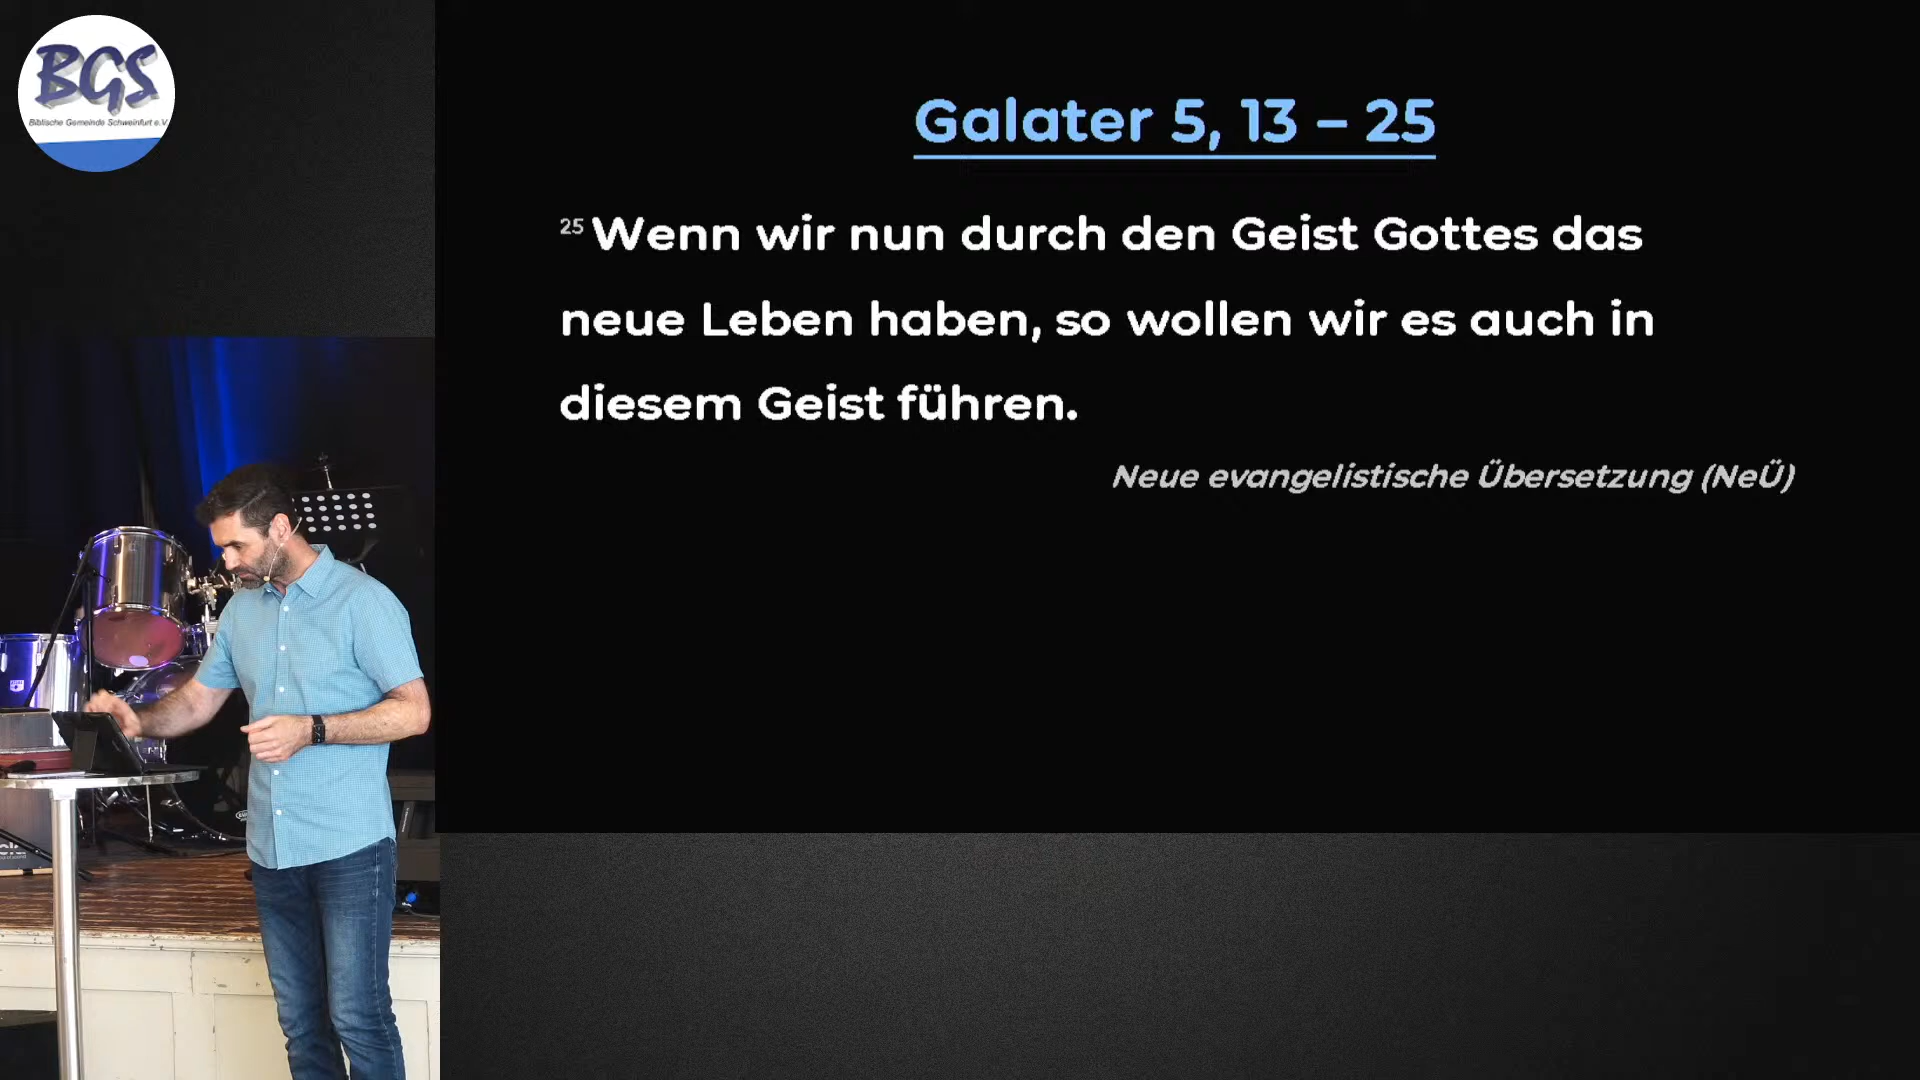 BGS
Biblische Gemeinde Schweinfurt e.V.
Galater 5, 13 – 25
25 Wenn wir nun durch den Geist Gottes das
neue Leben haben, so wollen wir es auch in
diesem Geist führen.
Neue evangelistische Übersetzung (NeÜ)